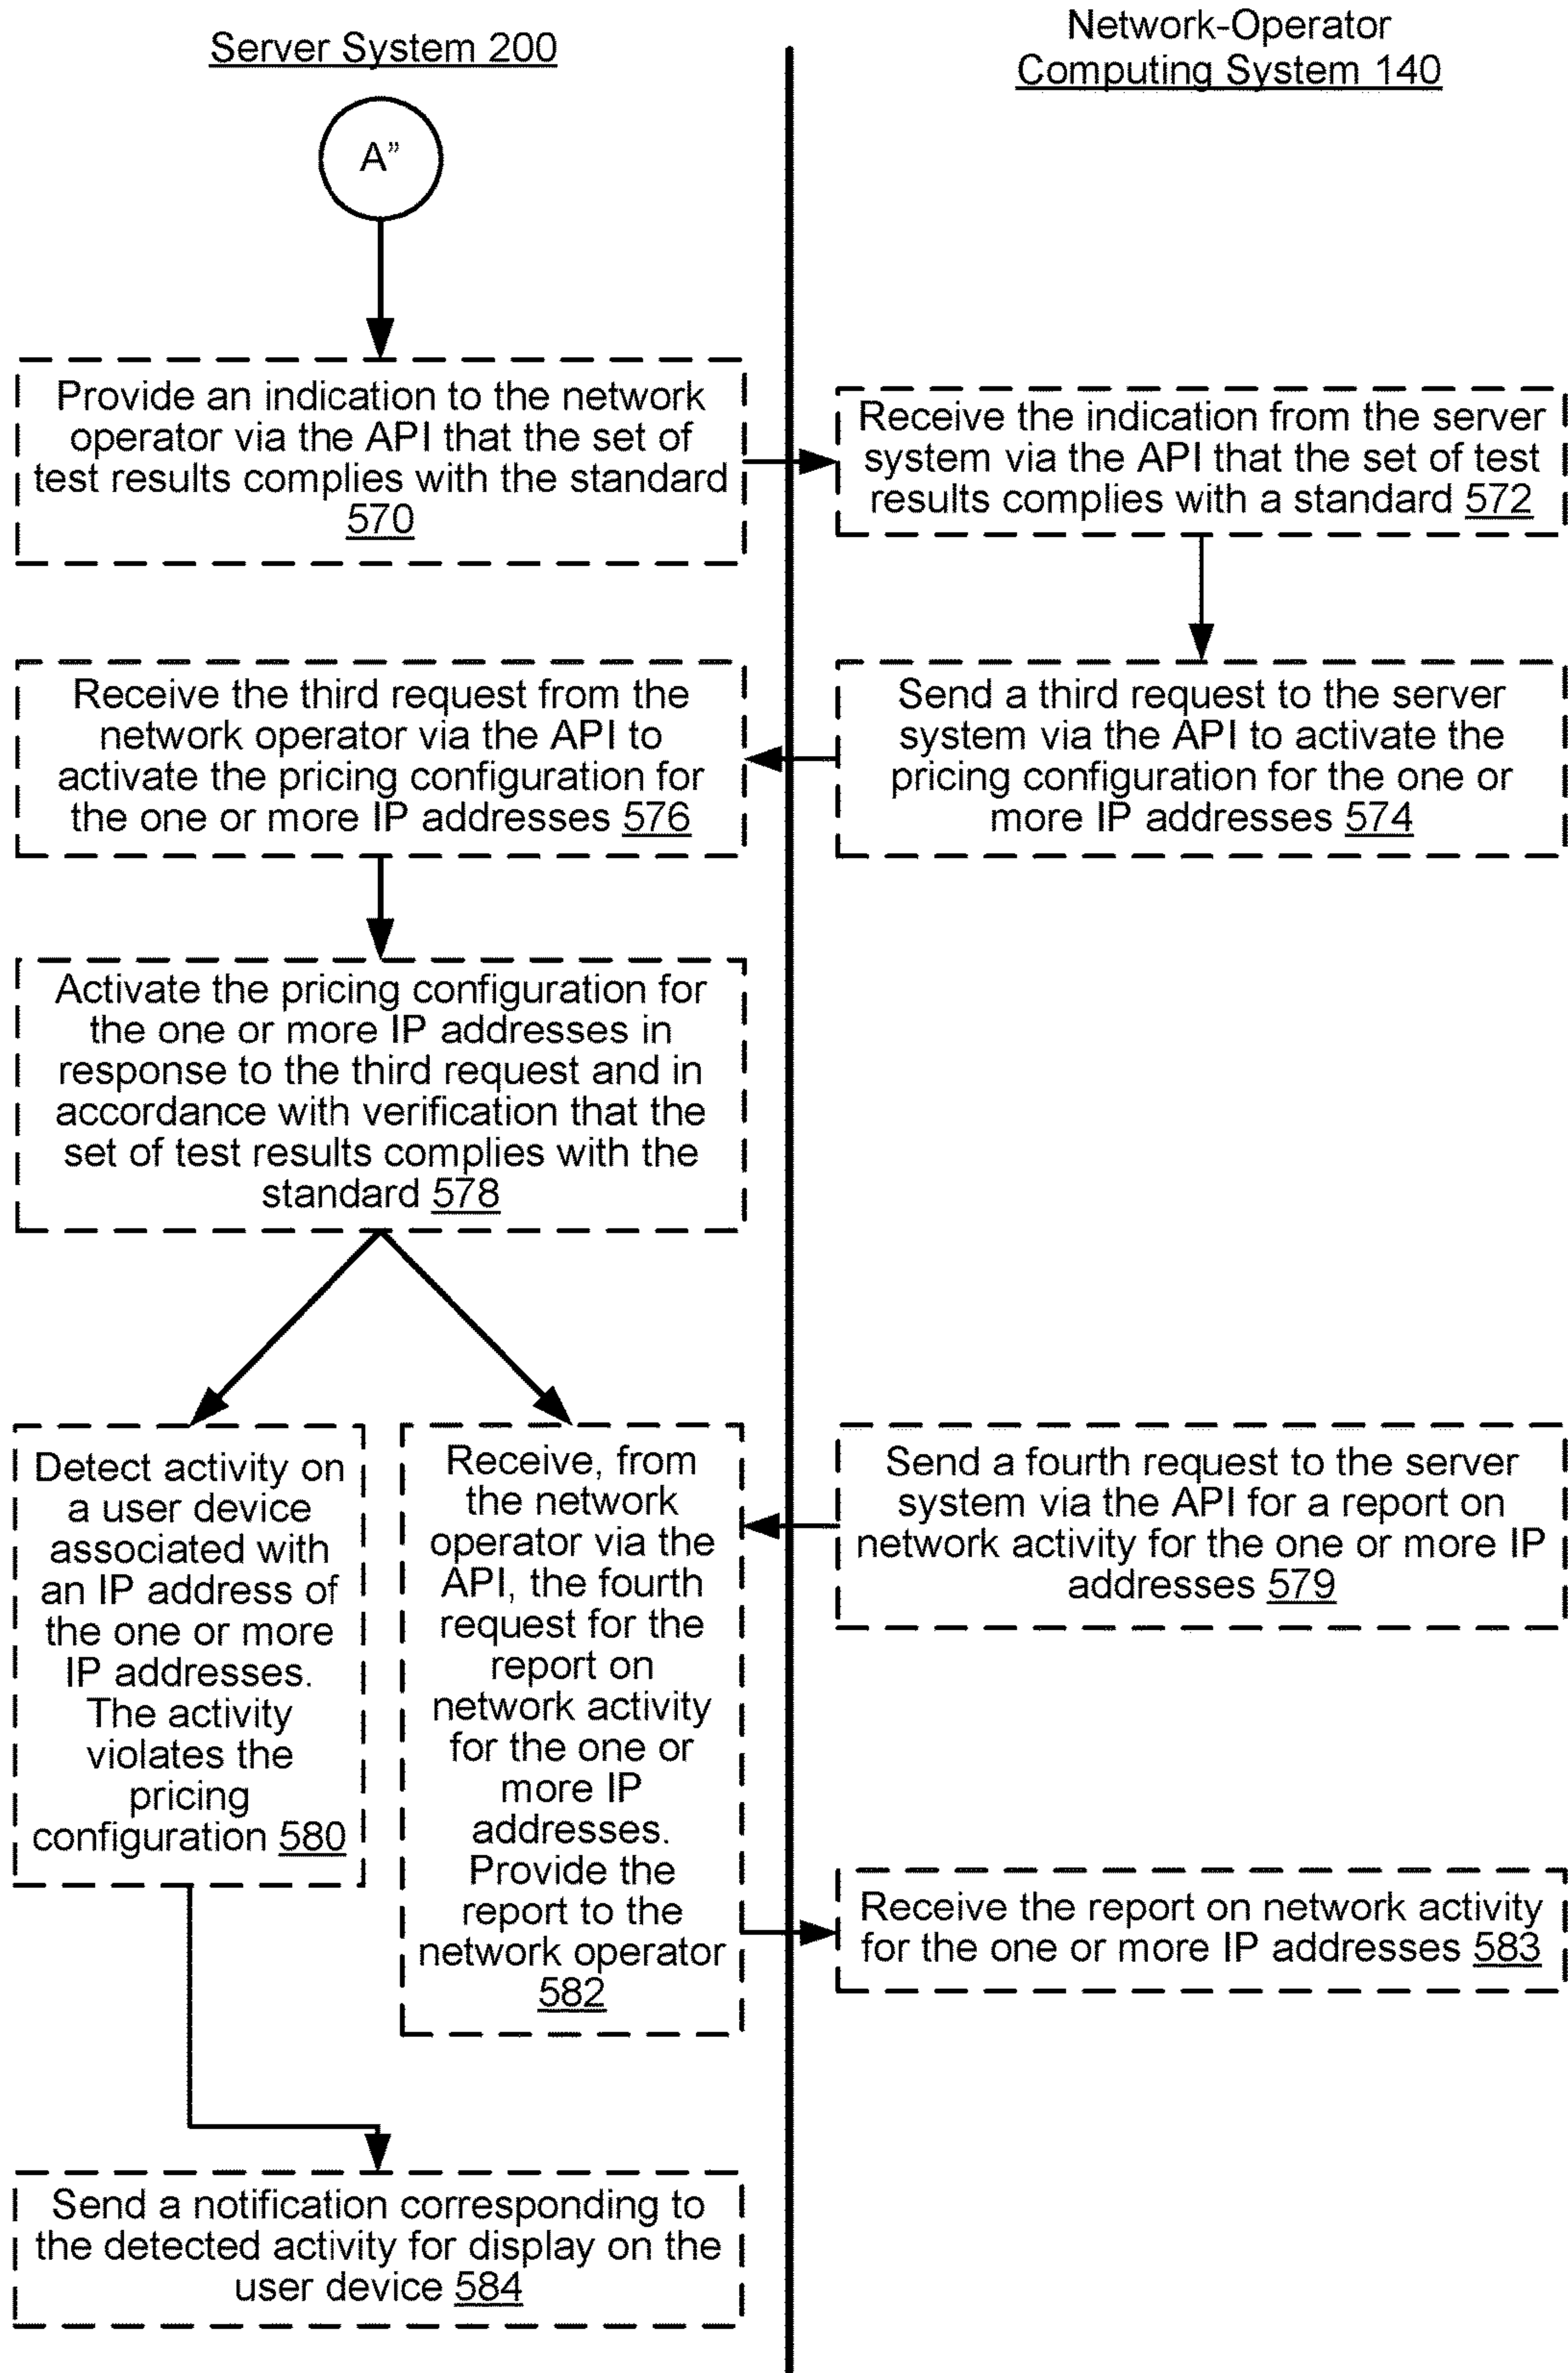 Server System 200
Network-Operator
Computing System 140
A”
Provide an indication to the network
operator via the API that the set of
test results complies with the standard
570
Receive the indication from the server
system via the API that the set of test
results complies with a standard 572
Send a third request to the server
system via the API to activate the
pricing configuration for the one or
more IP addresses 574
Receive the third request from the
network operator via the API to
activate the pricing configuration for
the one or more IP addresses 576
Activate the pricing configuration for
the one or more IP addresses in
response to the third request and in
accordance with verification that the
set of test results complies with the
standard 578
Detect activity on
a user device
associated with
an IP address of
the one or more
IP addresses.
The activity
violates the
pricing
configuration 580
Receive, from
the network
operator via the
API, the fourth
request for the
report on
network activity
for the one or
more IP
addresses.
Provide the
report to the
network operator
582
Send a fourth request to the server
system via the API for a report on
network activity for the one or more IP
addresses 579
Receive the report on network activity
for the one or more IP addresses 583
Send a notification corresponding to
the detected activity for display on the
user device 584